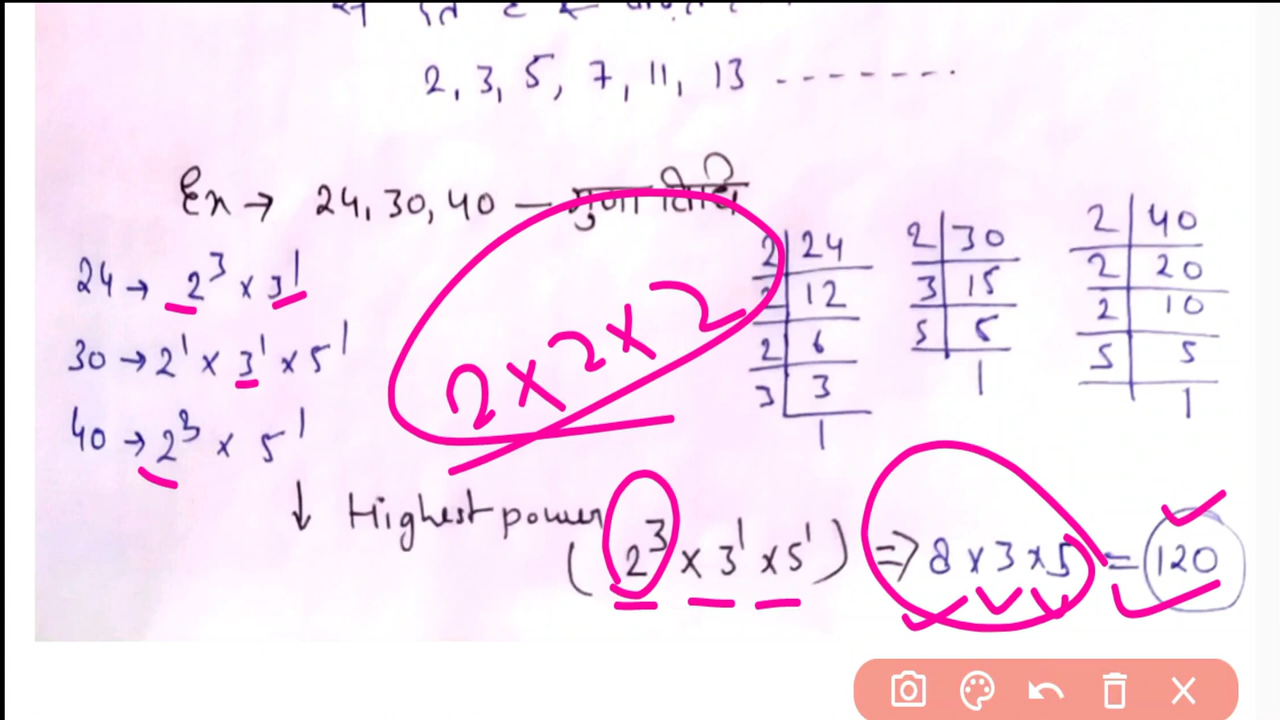 2, 3, 5, 7, 11, 13 --------
Ex → 24, 30, 40 — गुणा विधि
24 → 2³ × 3¹
30 → 2¹ × 3¹ × 5¹
40 → 2³ × 5¹
2 × 2 × 2
2 | 24
2 | 12
2 | 6
3 | 3
1
2 | 30
3 | 15
5 | 5
1
2 | 40
2 | 20
2 | 10
5 | 5
1
↓ Highest power
(2³ × 3¹ × 5¹) => 8 × 3 × 5 = 120